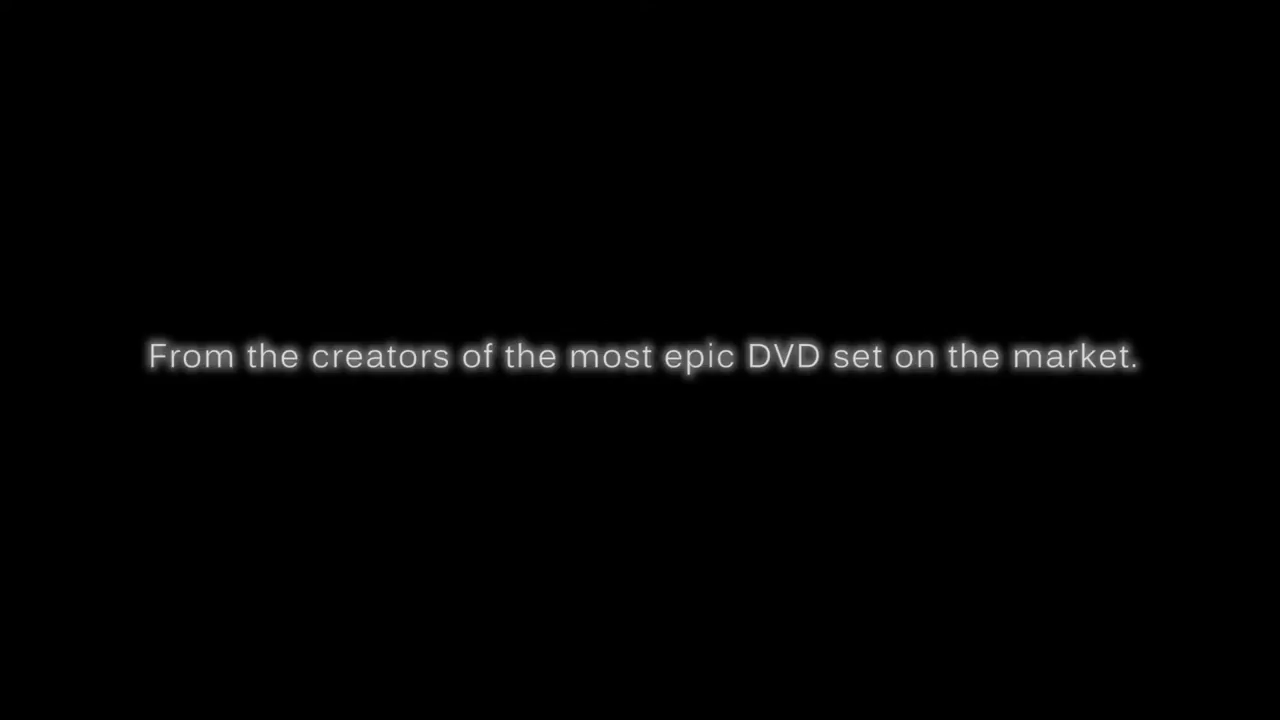 From the creators of the most epic DVD set on the market.